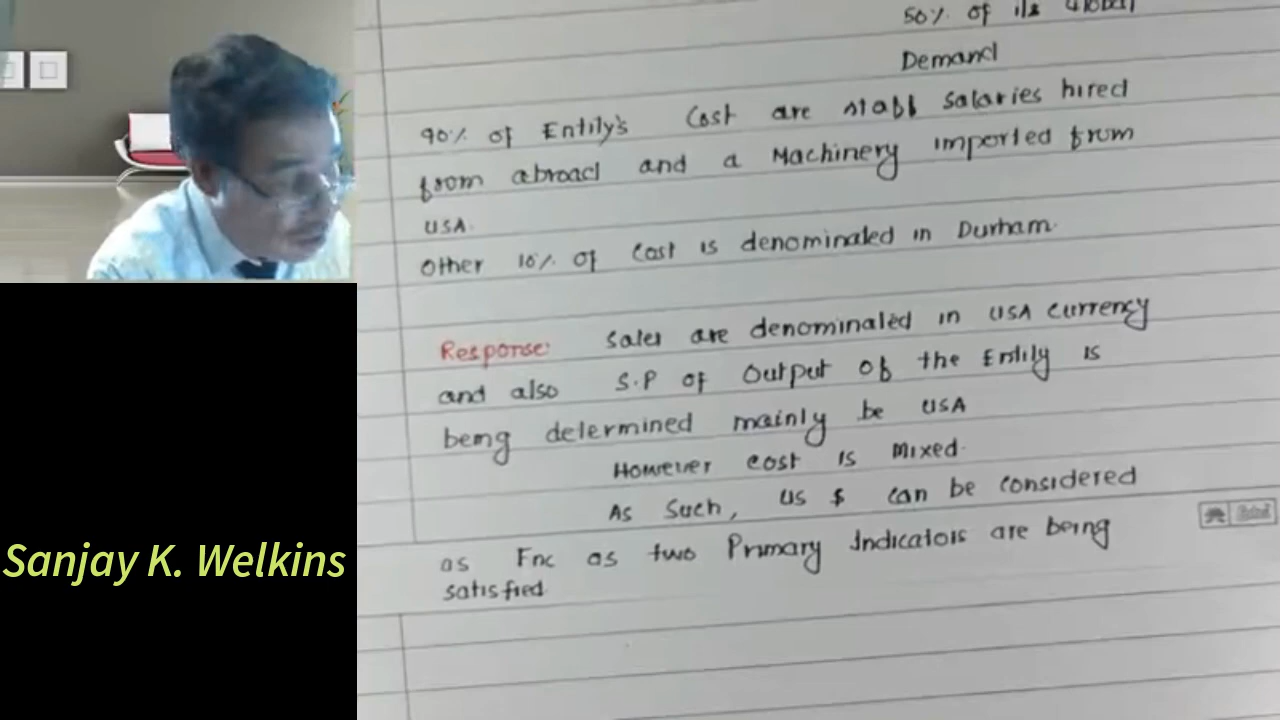 50% of its Global
Demand
90% of Entity's Cost are staff salaries hired
from abroad and a Machinery imported from
USA.
Other 10% of Cost is denominated in Durham.
Response: Sales are denominated in USA currency
and also S.P of Output of the Entity is
being determined mainly be USA
However cost is Mixed.
As Such, US $ can be considered
as Fnc as two Primary Indicators are being
satisfied.
Sanjay K. Welkins